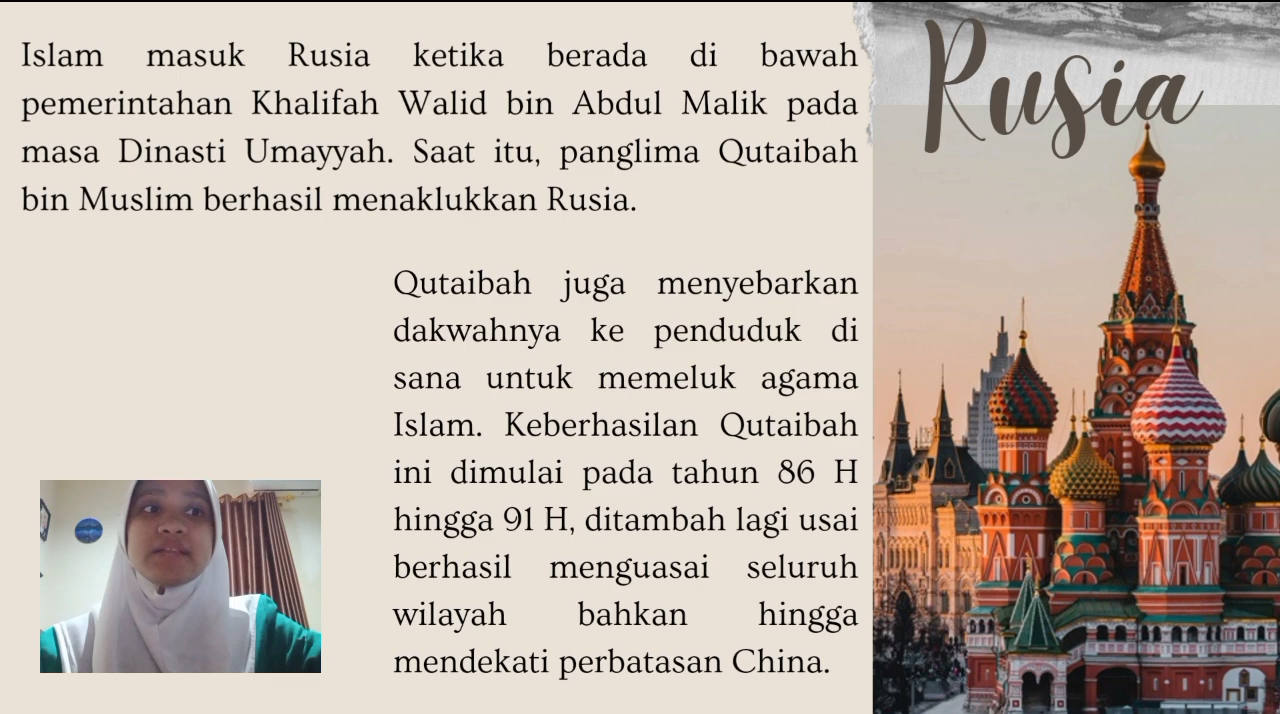 Rusia
Islam masuk Rusia ketika berada di bawah
pemerintahan Khalifah Walid bin Abdul Malik pada
masa Dinasti Umayyah. Saat itu, panglima Qutaibah
bin Muslim berhasil menaklukkan Rusia.
Qutaibah juga menyebarkan
dakwahnya ke penduduk di
sana untuk memeluk agama
Islam. Keberhasilan Qutaibah
ini dimulai pada tahun 86 H
hingga 91 H, ditambah lagi usai
berhasil menguasai seluruh
wilayah bahkan hingga
mendekati perbatasan China.